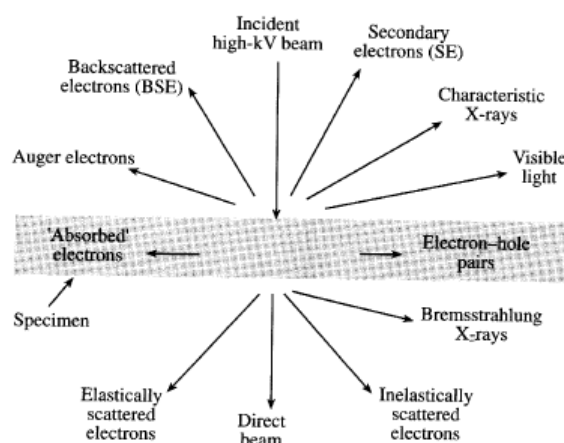 Incident
high-kV beam
Secondary
electrons (SE)
Backscattered
electrons (BSE)
Characteristic
X-rays
Auger electrons
Visible
light
'Absorbed'
electrons
Electron–hole
pairs
Specimen
Bremsstrahlung
X-rays
Elastically
scattered
electrons
Direct
beam
Inelastically
scattered
electrons